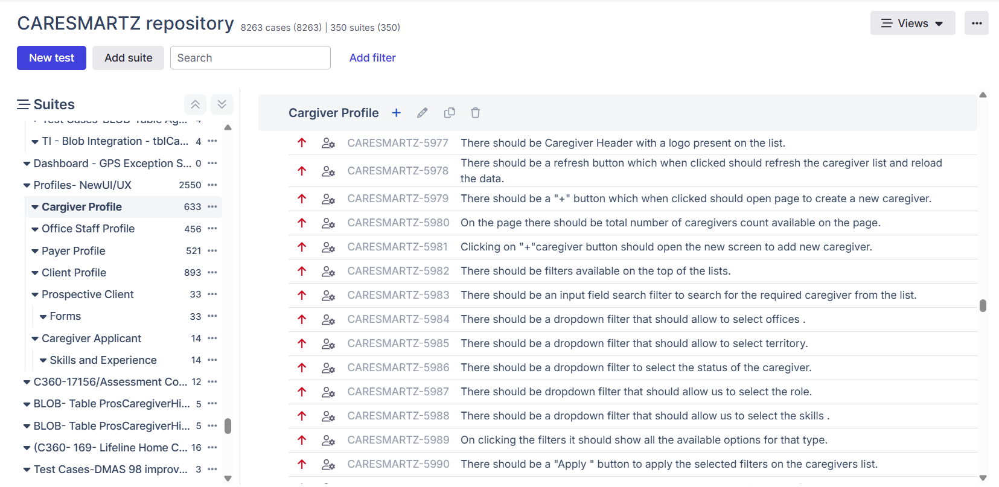 CARESMARTZ repository 8263 cases (8263) | 350 suites (350)
Views
New test
Add suite
Search
Add filter
Suites
Test Cases-BLOB-Table Ag... 4
TI - Blob Integration - tblCa... 4
Dashboard - GPS Exception S... 0
Profiles- NewUI/UX 2550
Cargiver Profile 633
Office Staff Profile 456
Payer Profile 521
Client Profile 893
Prospective Client 33
Forms 33
Caregiver Applicant 14
Skills and Experience 14
C360-17156/Assessment Co... 12
BLOB- Table ProsCaregiverHi... 5
BLOB- Table ProsCaregiverHi... 5
(C360- 169- Lifeline Home C... 16
Test Cases-DMAS 98 improv... 3
Cargiver Profile
CARESMARTZ-5977 There should be Caregiver Header with a logo present on the list.
CARESMARTZ-5978 There should be a refresh button which when clicked should refresh the caregiver list and reload
the data.
CARESMARTZ-5979 There should be a "+" button which when clicked should open page to create a new caregiver.
CARESMARTZ-5980 On the page there should be total number of caregivers count available on the page.
CARESMARTZ-5981 Clicking on "+"caregiver button should open the new screen to add new caregiver.
CARESMARTZ-5982 There should be filters available on the top of the lists.
CARESMARTZ-5983 There should be an input field search filter to search for the required caregiver from the list.
CARESMARTZ-5984 There should be a dropdown filter that should allow to select offices .
CARESMARTZ-5985 There should be a dropdown filter that should allow to select territory.
CARESMARTZ-5986 There should be a dropdown filter to select the status of the caregiver.
CARESMARTZ-5987 There should be dropdown filter that should allow us to select the role.
CARESMARTZ-5988 There should be a dropdown filter that should allow us to select the skills .
CARESMARTZ-5989 On clicking the filters it should show all the available options for that type.
CARESMARTZ-5990 There should be a "Apply " button to apply the selected filters on the caregivers list.